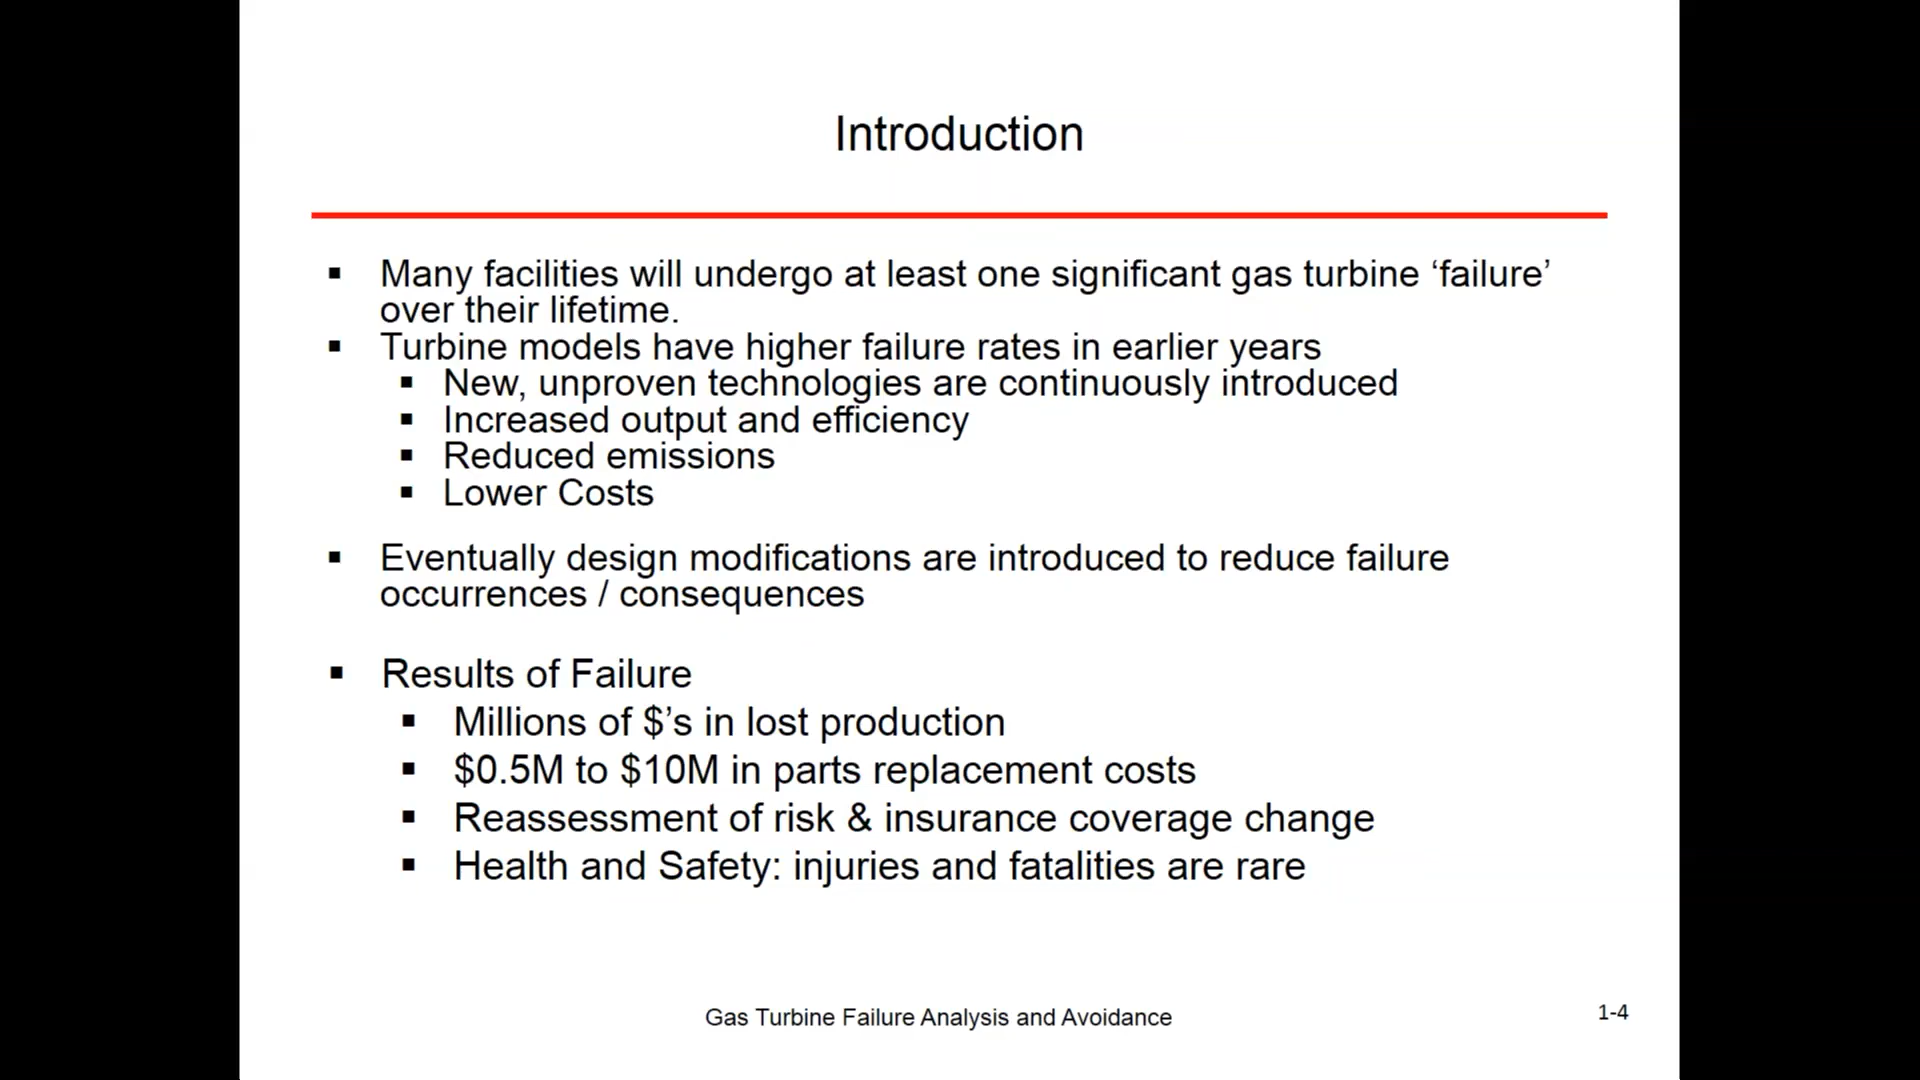 Introduction
▪ Many facilities will undergo at least one significant gas turbine ‘failure’
over their lifetime.
▪ Turbine models have higher failure rates in earlier years
▪ New, unproven technologies are continuously introduced
▪ Increased output and efficiency
▪ Reduced emissions
▪ Lower Costs
▪ Eventually design modifications are introduced to reduce failure
occurrences / consequences
▪ Results of Failure
▪ Millions of $’s in lost production
▪ $0.5M to $10M in parts replacement costs
▪ Reassessment of risk & insurance coverage change
▪ Health and Safety: injuries and fatalities are rare
Gas Turbine Failure Analysis and Avoidance
1-4